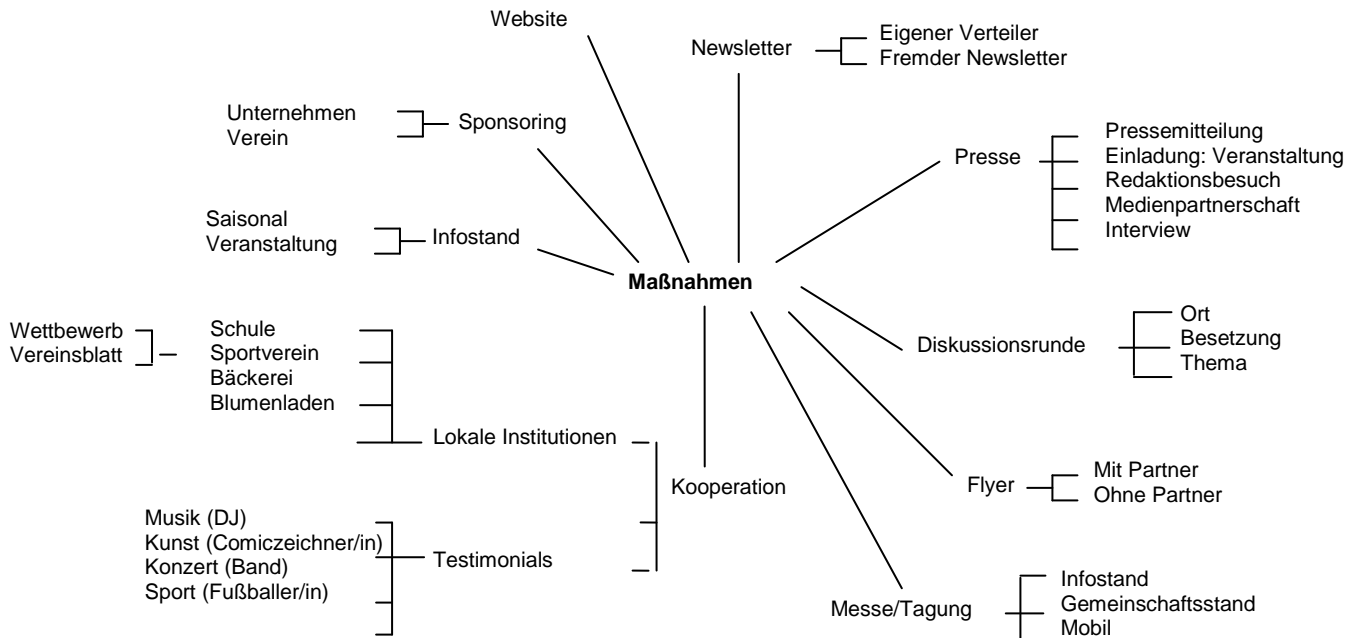 Website
Newsletter
Eigener Verteiler
Fremder Newsletter
Unternehmen
Verein
Sponsoring
Presse
Pressemitteilung
Einladung: Veranstaltung
Redaktionsbesuch
Medienpartnerschaft
Interview
Saisonal
Veranstaltung
Infostand
Maßnahmen
Wettbewerb
Vereinsblatt
Schule
Sportverein
Bäckerei
Blumenladen
Diskussionsrunde
Ort
Besetzung
Thema
Lokale Institutionen
Kooperation
Flyer
Mit Partner
Ohne Partner
Musik (DJ)
Kunst (Comiczeichner/in)
Konzert (Band)
Sport (Fußballer/in)
Testimonials
Messe/Tagung
Infostand
Gemeinschaftsstand
Mobil